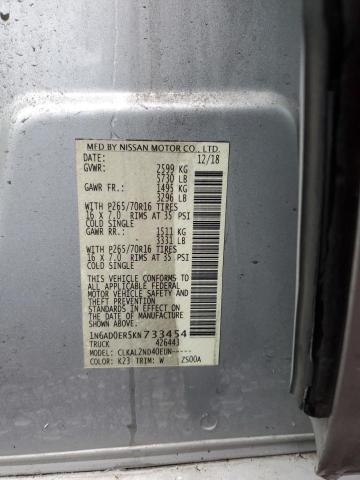 MFD BY NISSAN MOTOR CO., LTD.
DATE: 12/18
GVWR: 2599 KG
5730 LB
GAWR FR.: 1495 KG
3296 LB
WITH P265/70R16 TIRES
16 X 7.0 RIMS AT 35 PSI
COLD SINGLE
GAWR RR.: 1511 KG
3331 LB
WITH P265/70R16 TIRES
16 X 7.0 RIMS AT 35 PSI
COLD SINGLE
THIS VEHICLE CONFORMS TO
ALL APPLICABLE FEDERAL
MOTOR VEHICLE SAFETY
STANDARDS IN EFFECT ON
THE DATE OF
MANUFACTURE SHOWN ABOVE.
1N6AD0ER5KN733454
TRUCK 426443
MODEL: CLKALZND40EUN-----
COLOR: K23 TRIM: W ZS00A